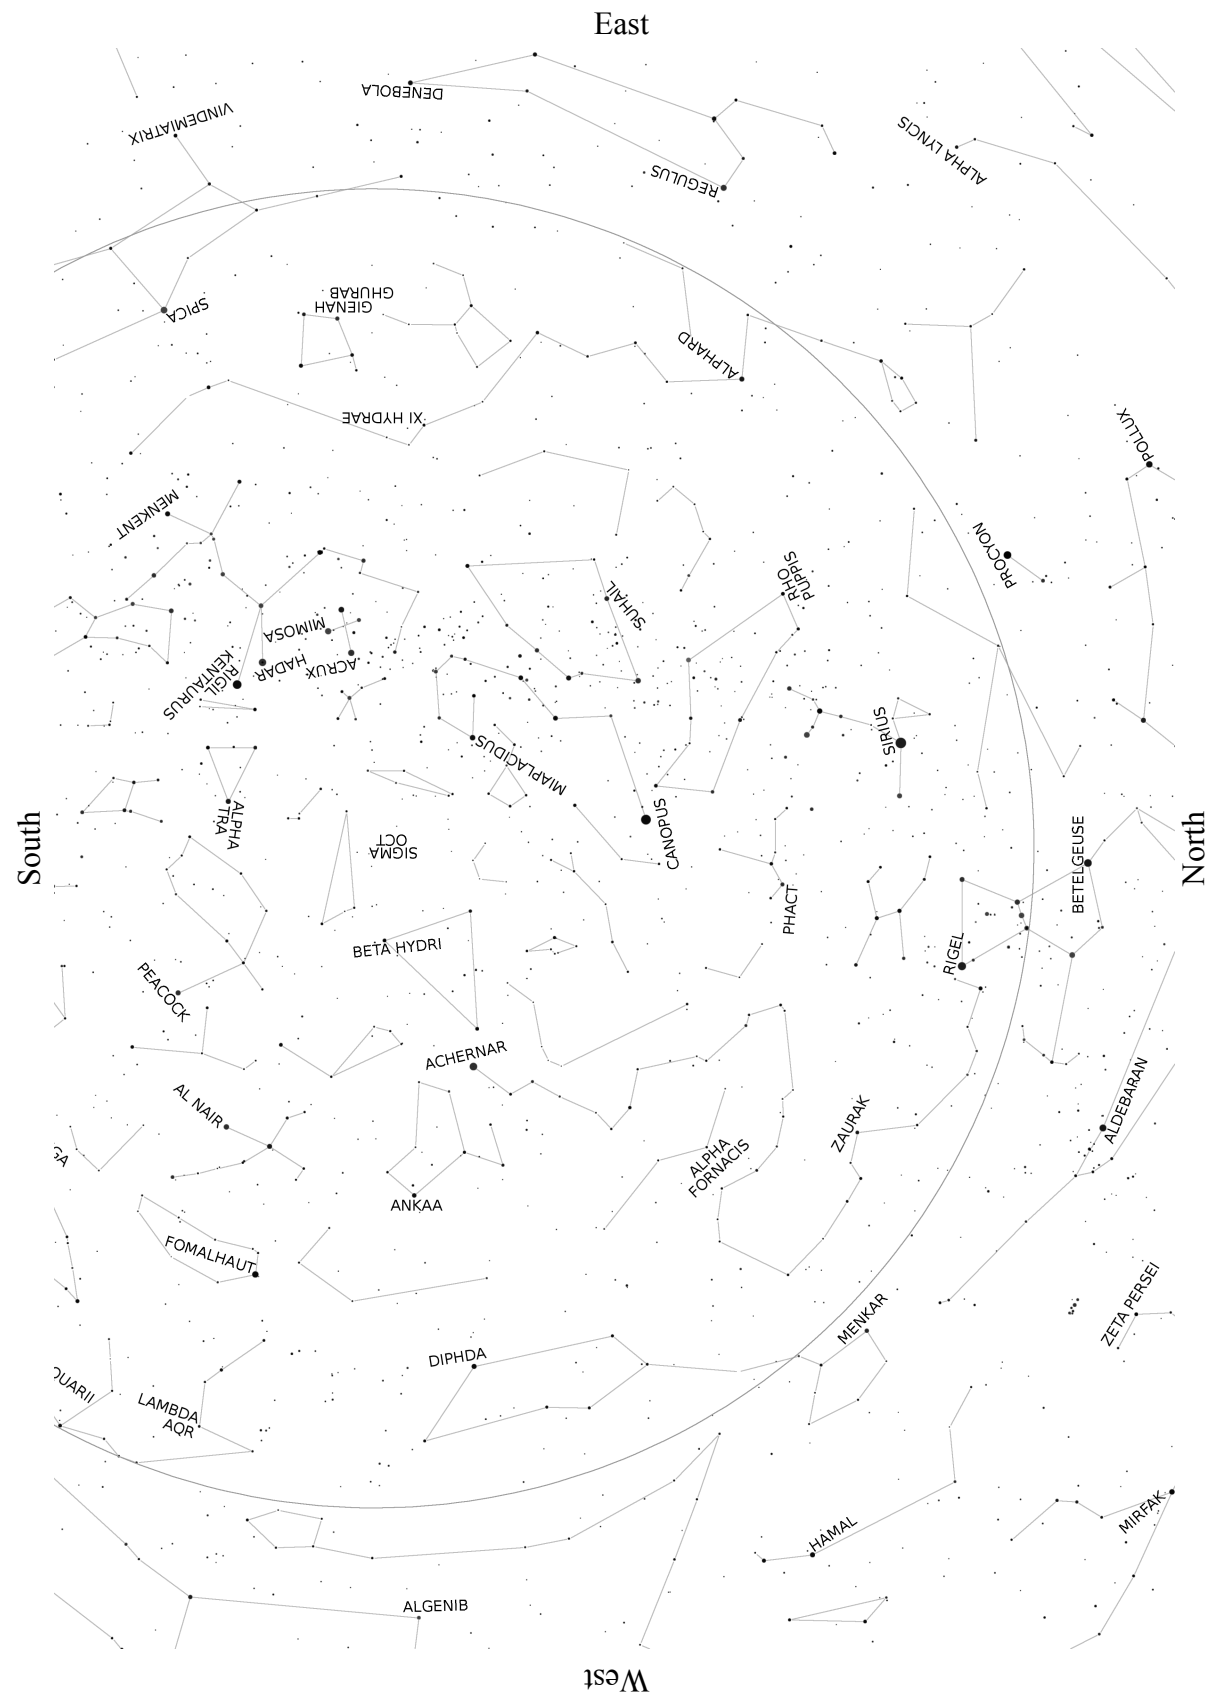 East
DENEBOLA
VINDEMIATRIX
ALPHA LYNCIS
REGULUS
GIENAH
GHURAB
SPICA
ALPHARD
XI HYDRAE
POLLUX
MENKENT
PROCYON
RHO
PUPPIS
SUHAIL
MIMOSA
HADAR
ACRUX
RIGIL
KENTAURUS
SIRIUS
MIAPLACIDUS
ALPHA
TRA
CANOPUS
South
North
SIGMA
OCT
BETELGEUSE
PHACT
BETA HYDRI
RIGEL
PEACOCK
ACHERNAR
AL NAIR
ALDEBARAN
ZAURAK
GA
ALPHA
FORNACIS
ANKAA
FOMALHAUT
ZETA PERSEI
MENKAR
DIPHDA
QUARII
LAMBDA
AQR
HAMAL
MIRFAK
ALGENIB
West